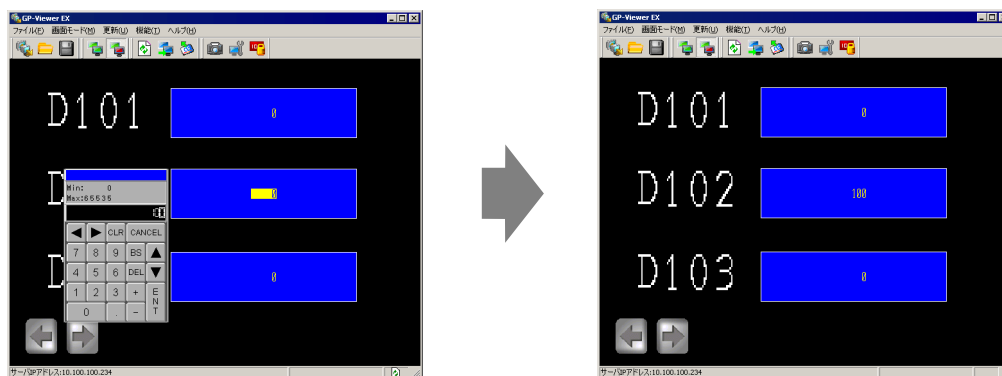 GP-Viewer EX
ファイル(F) 画面モード(M) 更新(U) 機能(T) ヘルプ(H)
D101
0
D
0
Min: 0
Max:65535
CLR CANCEL
7 8 9 BS
4 5 6 DEL
1 2 3 + ENT
0 . -
D
0
サーバIPアドレス:10.100.100.234
GP-Viewer EX
ファイル(F) 画面モード(M) 更新(U) 機能(T) ヘルプ(H)
D101
0
D102
100
D103
0
サーバIPアドレス:10.100.100.234